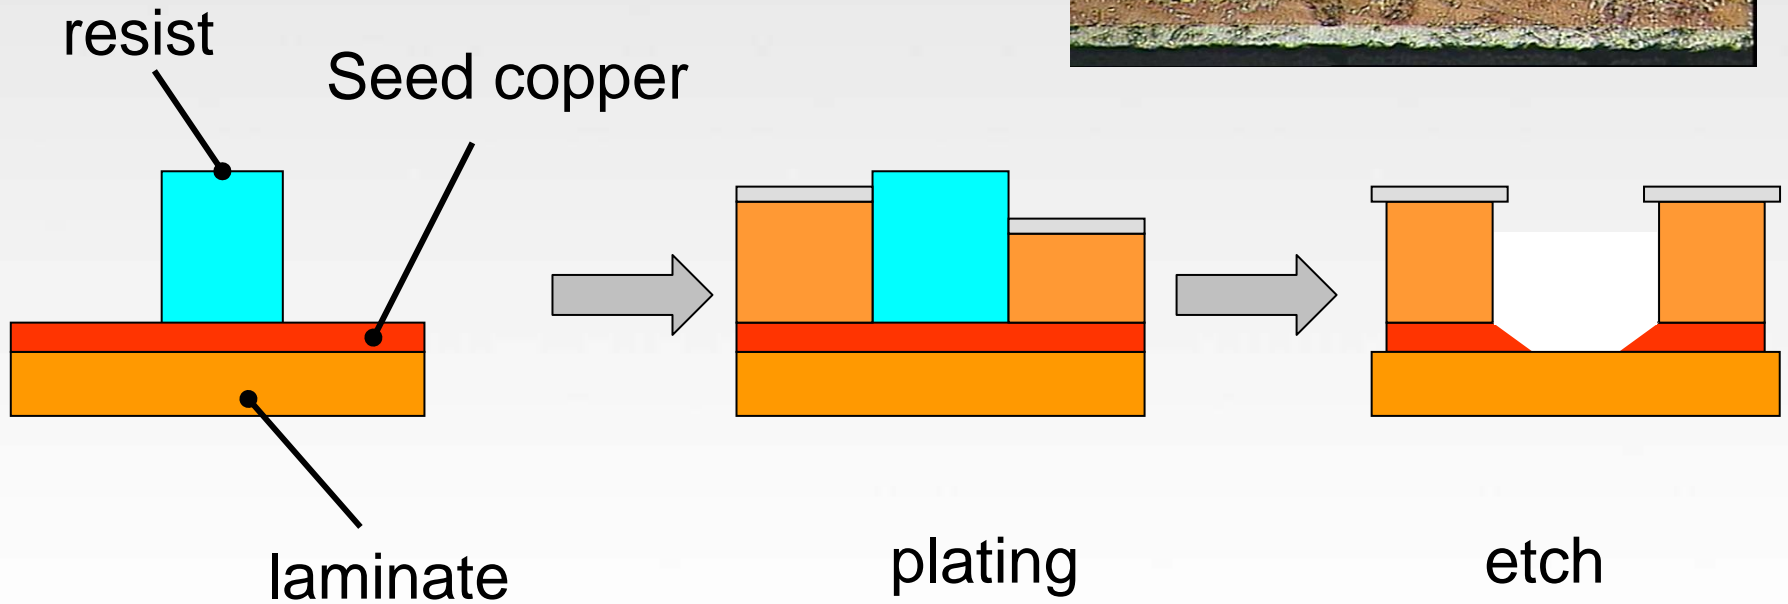 resist
Seed copper
laminate
plating
etch